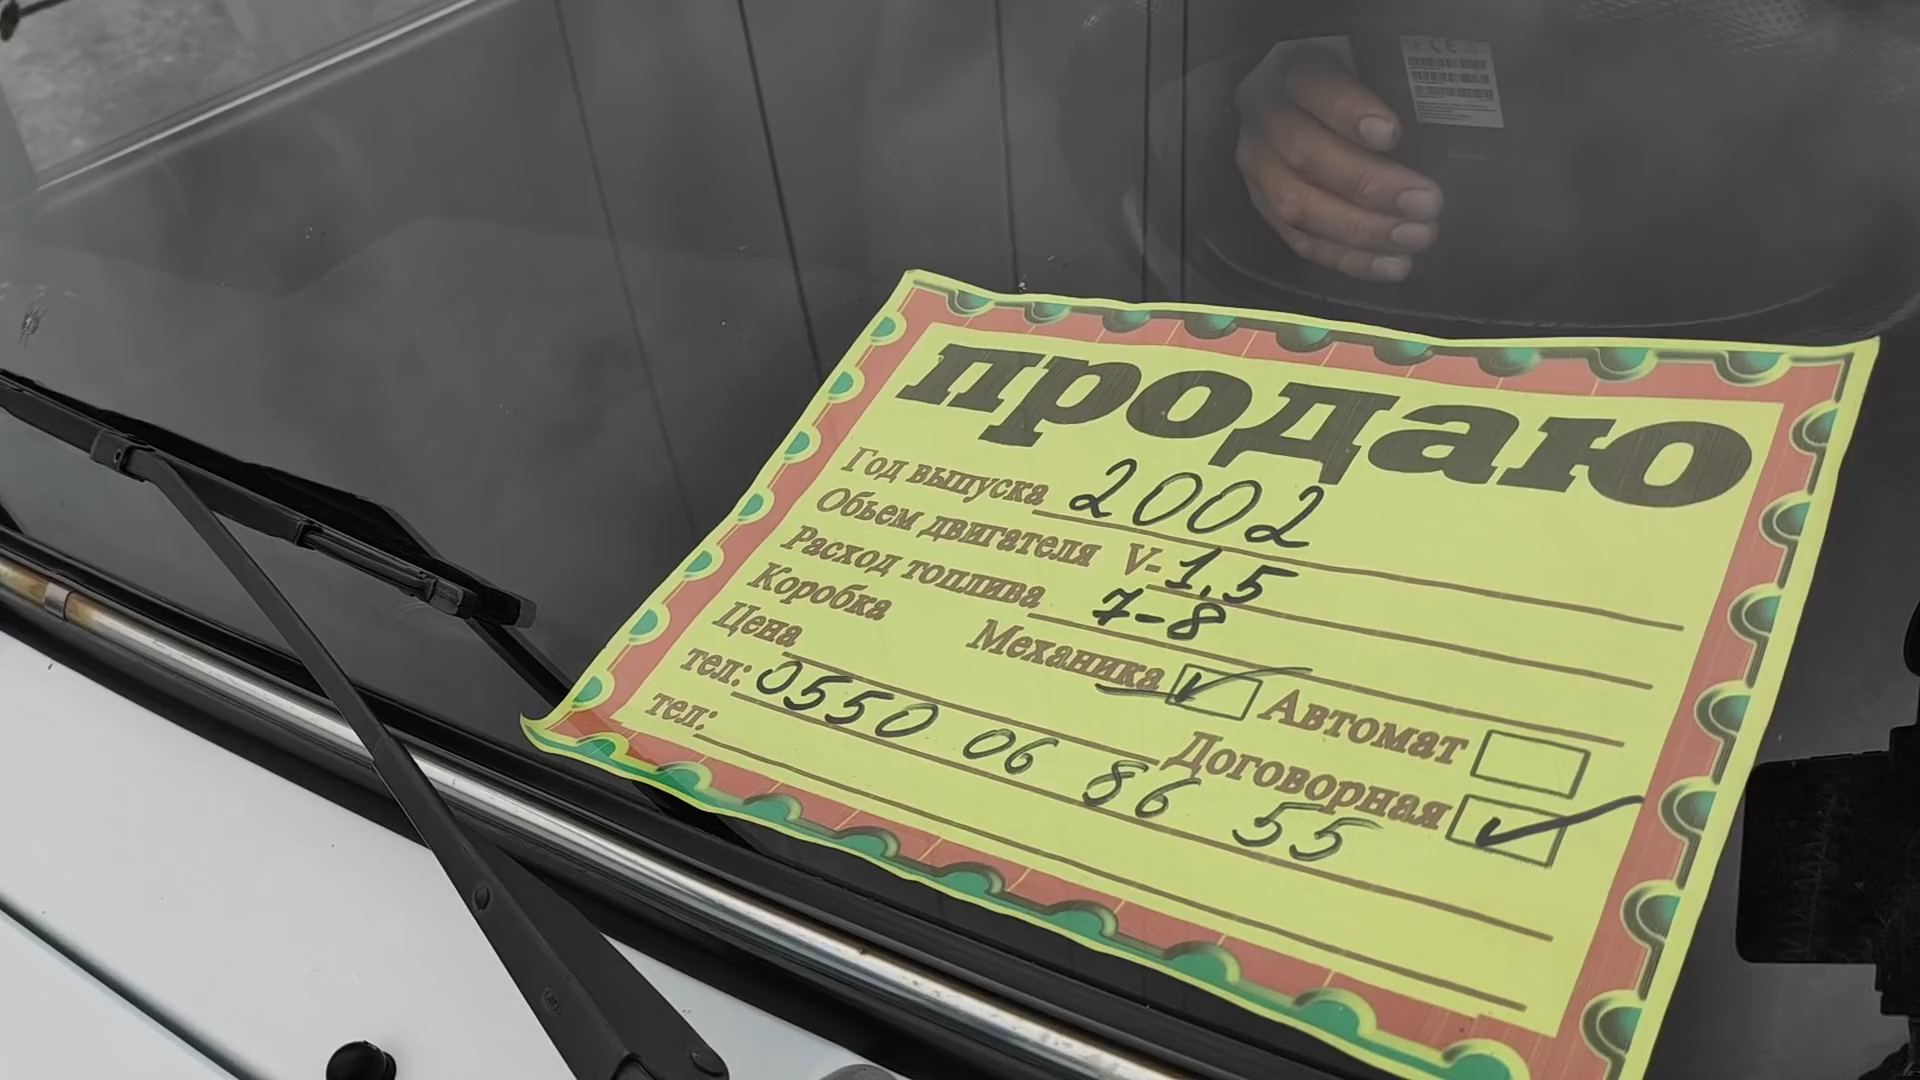 продаю
Год выпуска 2002
Обьем двигателя V- 1,5
Расход топлива 7-8
Коробка Механика Автомат
Цена Договорная
тел: 0550 06 86 55
тел:
CE